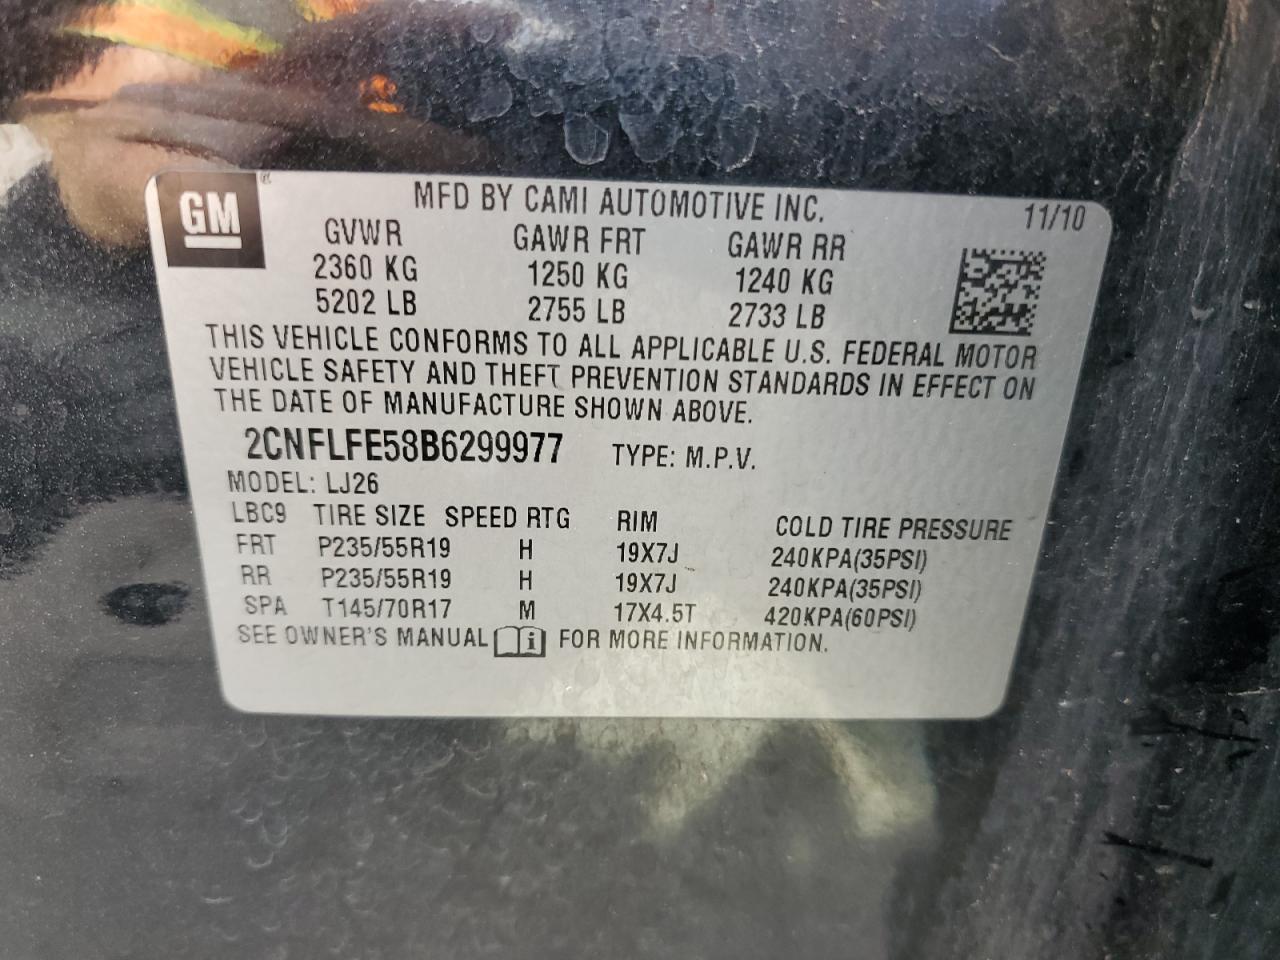 GM ®
MFD BY CAMI AUTOMOTIVE INC. 11/10
GVWR GAWR FRT GAWR RR
2360 KG 1250 KG 1240 KG
5202 LB 2755 LB 2733 LB
THIS VEHICLE CONFORMS TO ALL APPLICABLE U.S. FEDERAL MOTOR
VEHICLE SAFETY AND THEFT PREVENTION STANDARDS IN EFFECT ON
THE DATE OF MANUFACTURE SHOWN ABOVE.
2CNFLFE58B6299977 TYPE: M.P.V.
MODEL: LJ26
LBC9 TIRE SIZE SPEED RTG RIM COLD TIRE PRESSURE
FRT P235/55R19 H 19X7J 240KPA(35PSI)
RR P235/55R19 H 19X7J 240KPA(35PSI)
SPA T145/70R17 M 17X4.5T 420KPA(60PSI)
SEE OWNER'S MANUAL i FOR MORE INFORMATION.